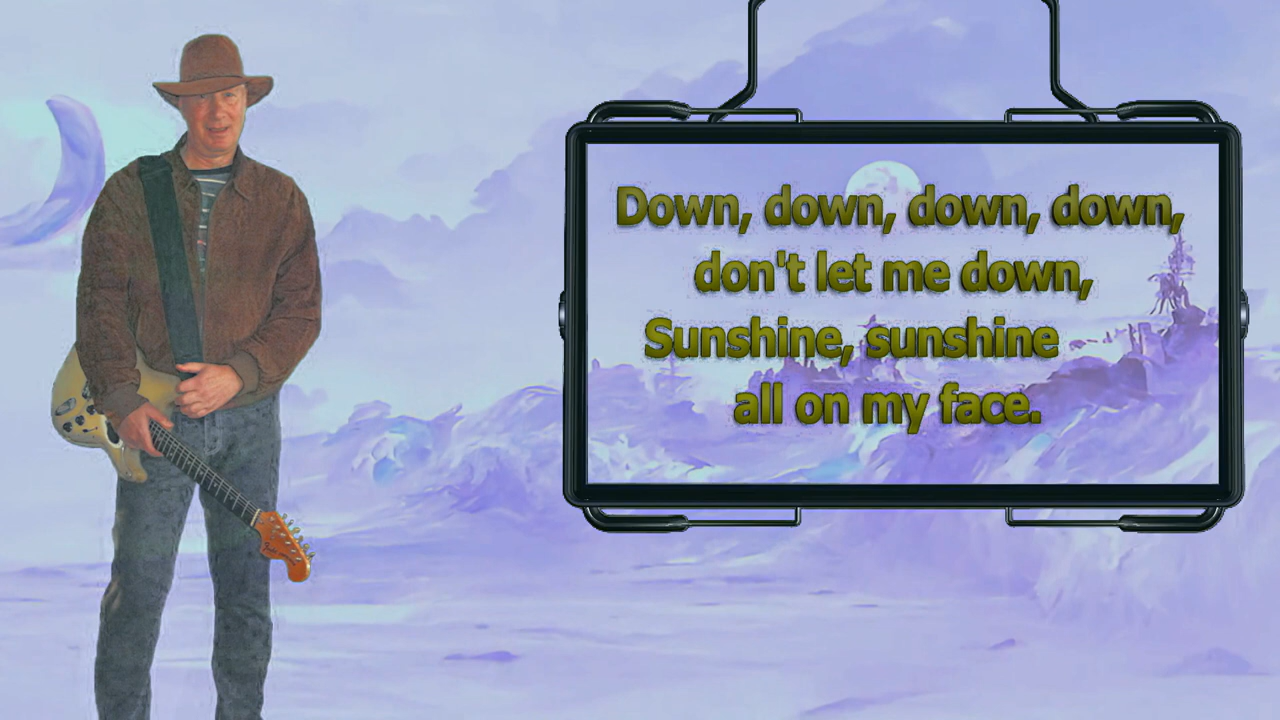 Down, down, down, down,
don't let me down,
Sunshine, sunshine
all on my face.